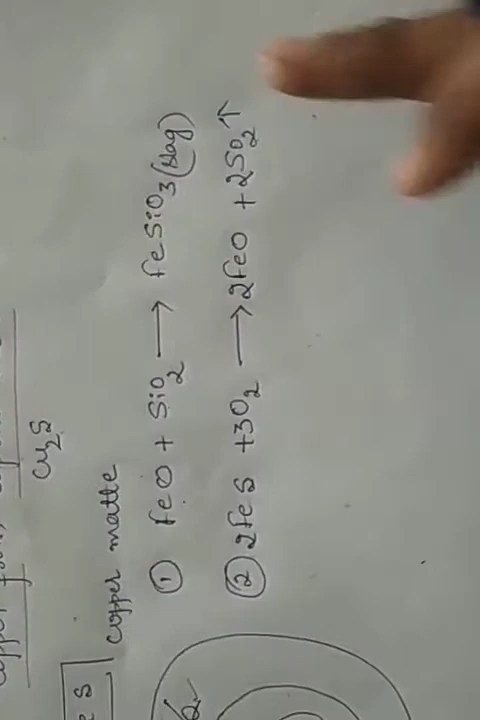 Cu2S
copper matte
① FeO + SiO2 → FeSiO3 (slag)
② 2FeS + 3O2 → 2FeO + 2SO2↑